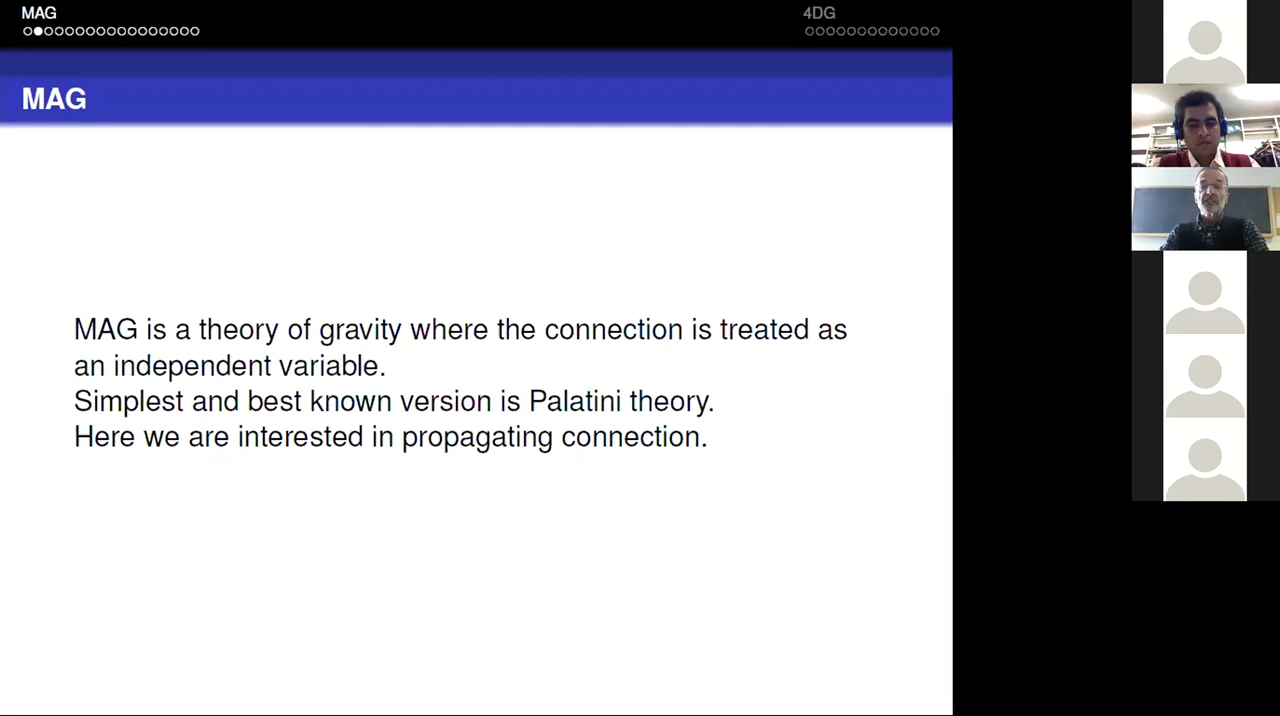 MAG
4DG
MAG
MAG is a theory of gravity where the connection is treated as
an independent variable.
Simplest and best known version is Palatini theory.
Here we are interested in propagating connection.